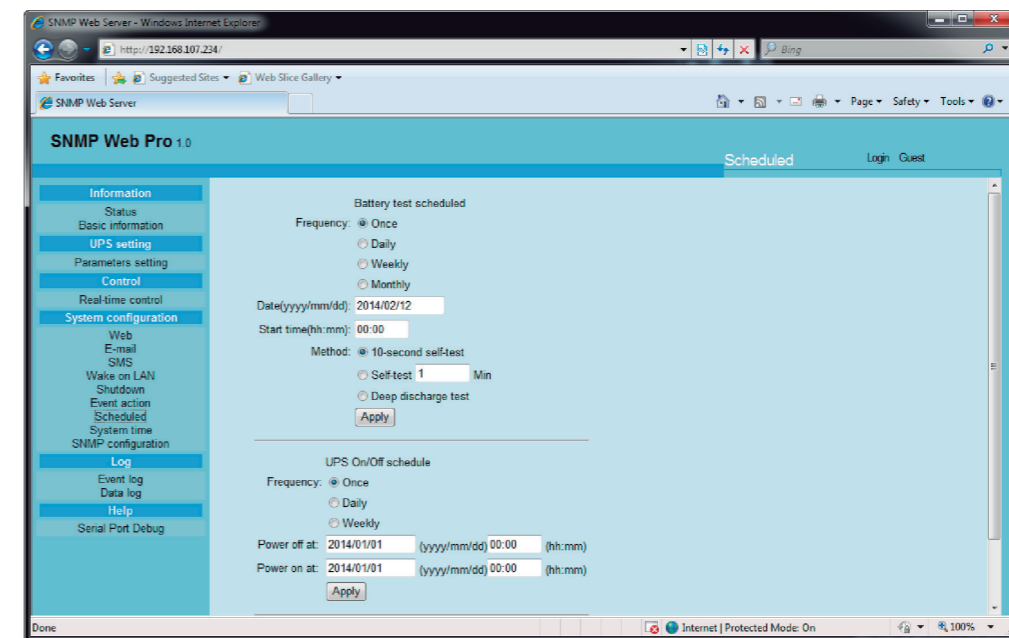 SNMP Web Server - Windows Internet Explorer
http://192.168.107.234/
Bing
Favorites Suggested Sites Web Slice Gallery
SNMP Web Server
Page Safety Tools
SNMP Web Pro 1.0
Scheduled Login Guest
Information
Status
Basic information
UPS setting
Parameters setting
Control
Real-time control
System configuration
Web
E-mail
SMS
Wake on LAN
Shutdown
Event action
Scheduled
System time
SNMP configuration
Log
Event log
Data log
Help
Serial Port Debug
Battery test scheduled
Frequency: Once
Daily
Weekly
Monthly
Date(yyyy/mm/dd): 2014/02/12
Start time(hh:mm): 00:00
Method: 10-second self-test
Self-test 1 Min
Deep discharge test
Apply
UPS On/Off schedule
Frequency: Once
Daily
Weekly
Power off at: 2014/01/01 (yyyy/mm/dd) 00:00 (hh:mm)
Power on at: 2014/01/01 (yyyy/mm/dd) 00:00 (hh:mm)
Apply
Done Internet | Protected Mode: On 100%